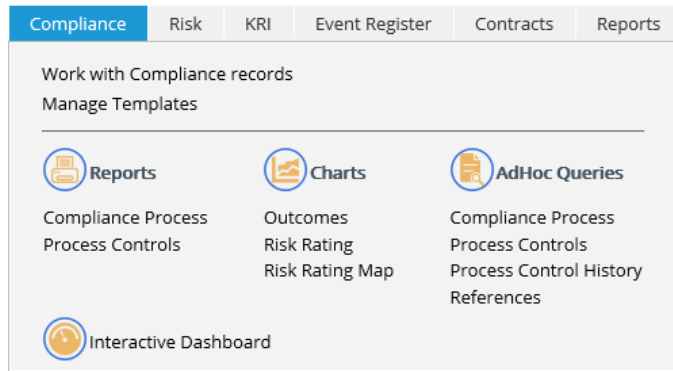 Compliance Risk KRI Event Register Contracts Reports
Work with Compliance records
Manage Templates
Reports
Compliance Process
Process Controls
Charts
Outcomes
Risk Rating
Risk Rating Map
AdHoc Queries
Compliance Process
Process Controls
Process Control History
References
Interactive Dashboard